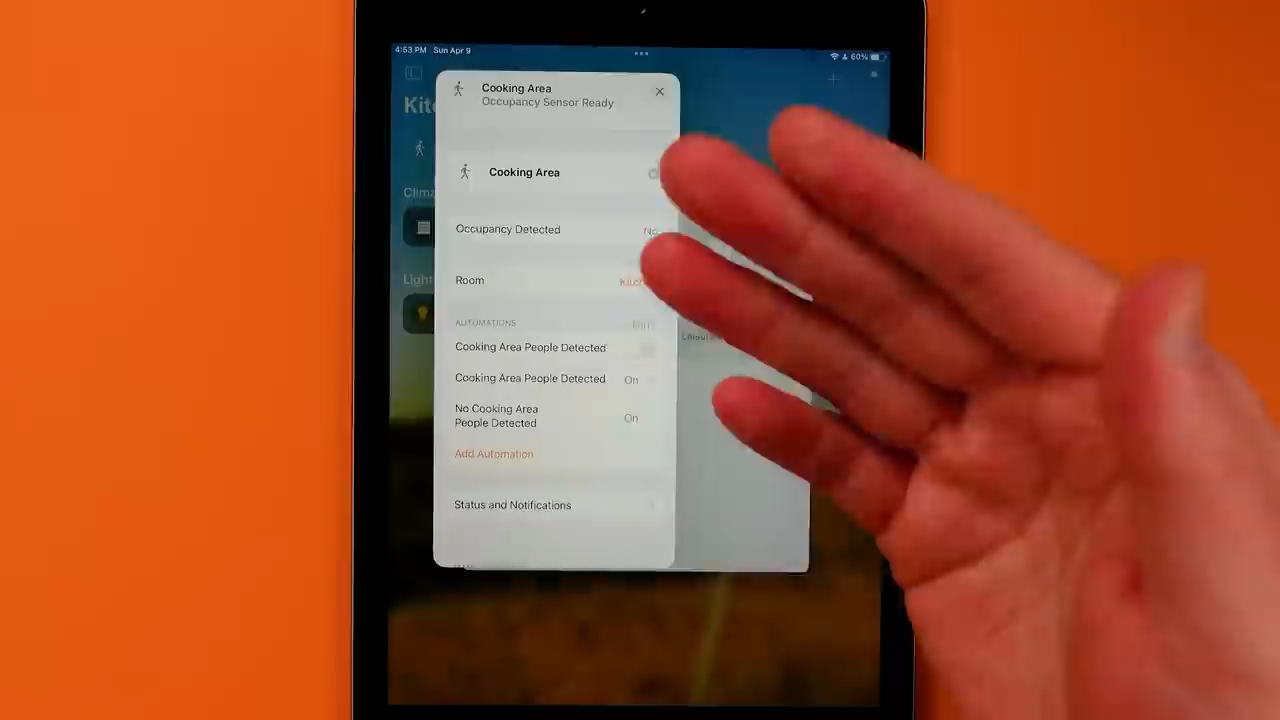 4:53 PM Sun Apr 9
60%
Cooking Area
Occupancy Sensor Ready
Cooking Area
Occupancy Detected No
Room
AUTOMATIONS
Cooking Area People Detected
Cooking Area People Detected On
No Cooking Area
People Detected On
Add Automation
Status and Notifications